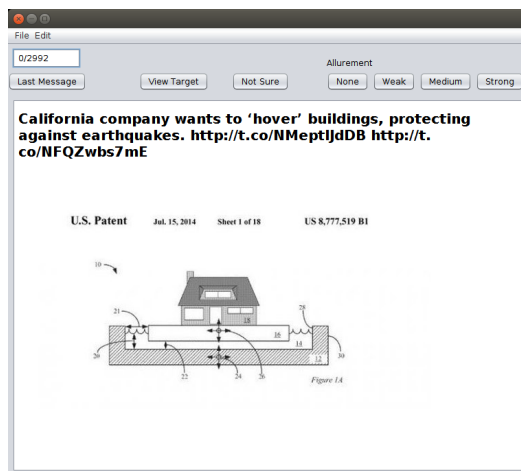 File Edit
0/2992
Allurement
Last Message View Target Not Sure None Weak Medium Strong
California company wants to ‘hover’ buildings, protecting
against earthquakes. http://t.co/NMeptIJdDB http://t.
co/NFQZwbs7mE
U.S. Patent Jul. 15, 2014 Sheet 1 of 18 US 8,777,519 B1
10
21 18 28
16
20 14 30
12
22 24 26
Figure 1A